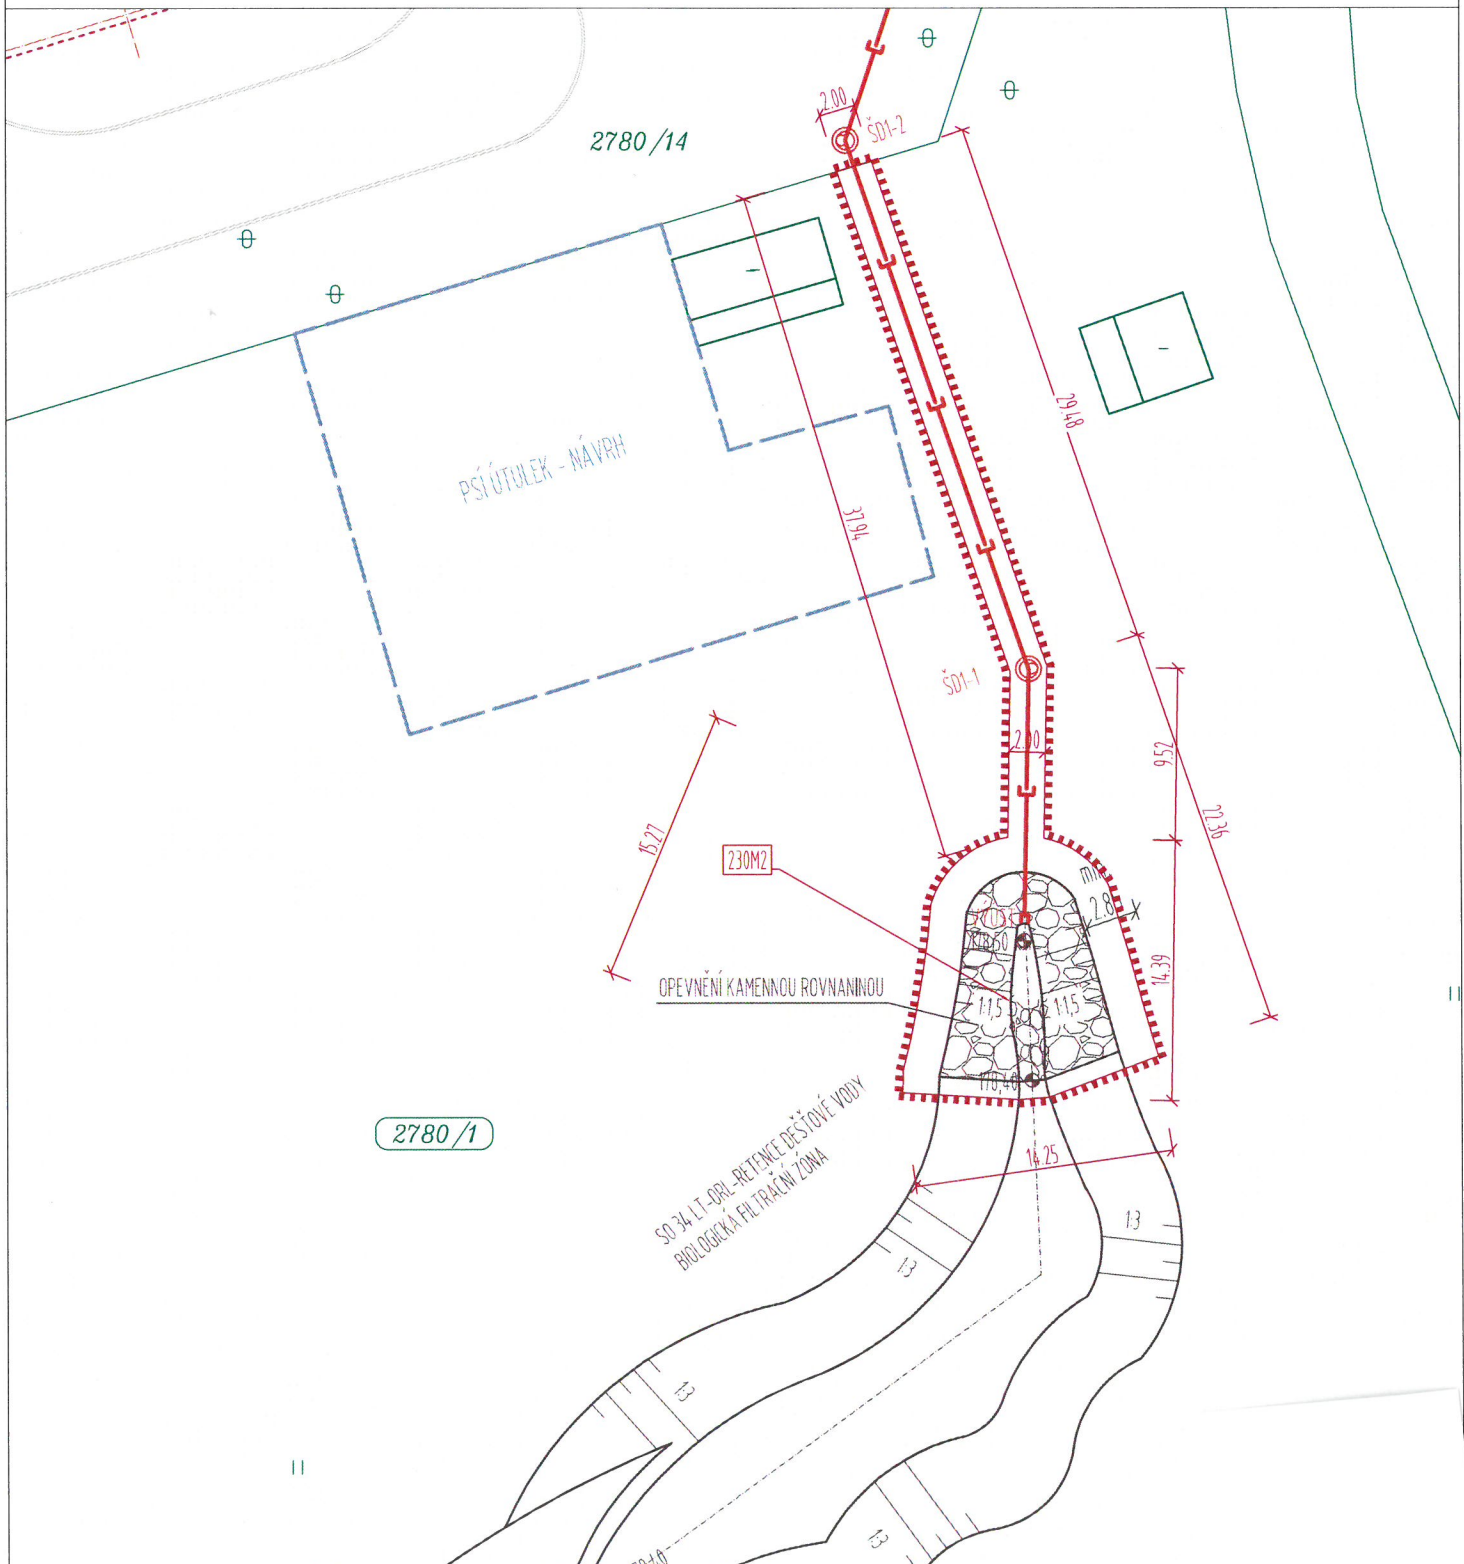 2.00
ŠD1-2
2780/14
29.48
PSÍ ÚTULEK - NÁVRH
37.94
ŠD1-1
2.00
9.52
22.36
15.27
230M2
min.
2.8
14.39
OPEVNĚNÍ KAMENNOU ROVNANINOU
1:1,5
1:1,5
2780/1
SO 34 LT-ORL-RETENCE DEŠŤOVÉ VODY
BIOLOGICKÁ FILTRAČNÍ ZÓNA
14.25
1:3
1:3
1:3
1:3